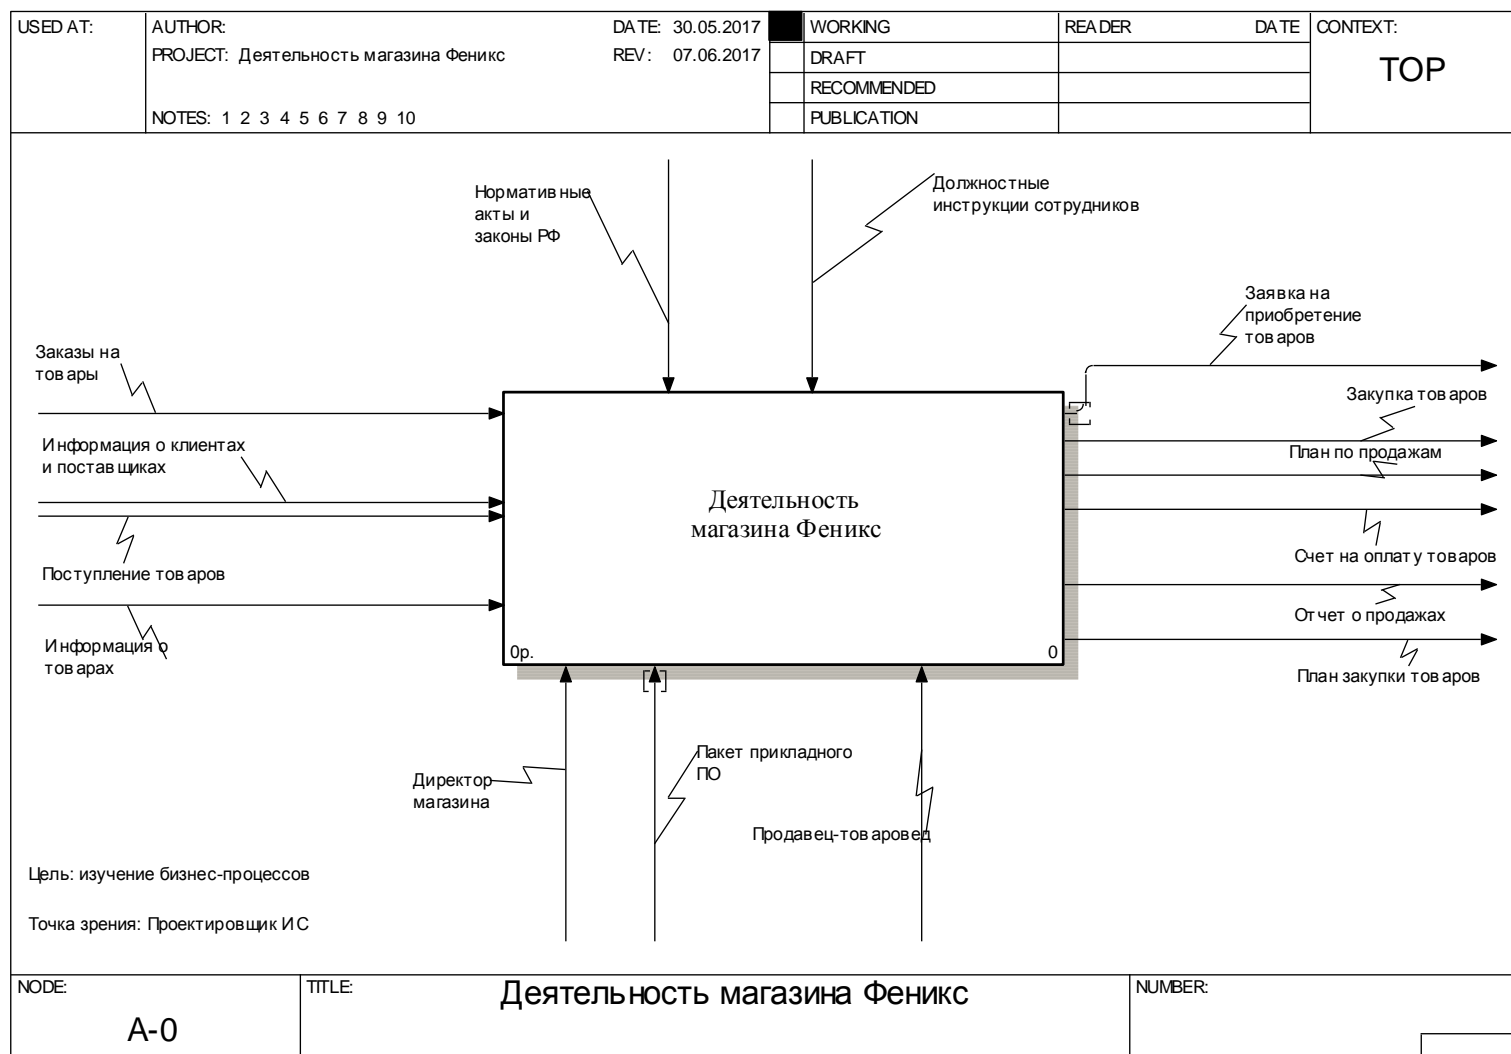 USED AT:
AUTHOR:
DATE: 30.05.2017
PROJECT: Деятельность магазина Феникс
REV: 07.06.2017
NOTES: 1 2 3 4 5 6 7 8 9 10
WORKING
DRAFT
RECOMMENDED
PUBLICATION
READER DATE
CONTEXT:
TOP
Нормативные
акты и
законы РФ
Должностные
инструкции сотрудников
Заявка на
приобретение
товаров
Заказы на
товары
Закупка товаров
Информация о клиентах
и поставщиках
План по продажам
Деятельность
магазина Феникс
Счет на оплату товаров
Поступление товаров
Отчет о продажах
Информация о
товарах
0р.
0
План закупки товаров
Директор
магазина
Пакет прикладного
ПО
Продавец-товаровед
Цель: изучение бизнес-процессов
Точка зрения: Проектировщик ИС
NODE:
A-0
TITLE:
Деятельность магазина Феникс
NUMBER: